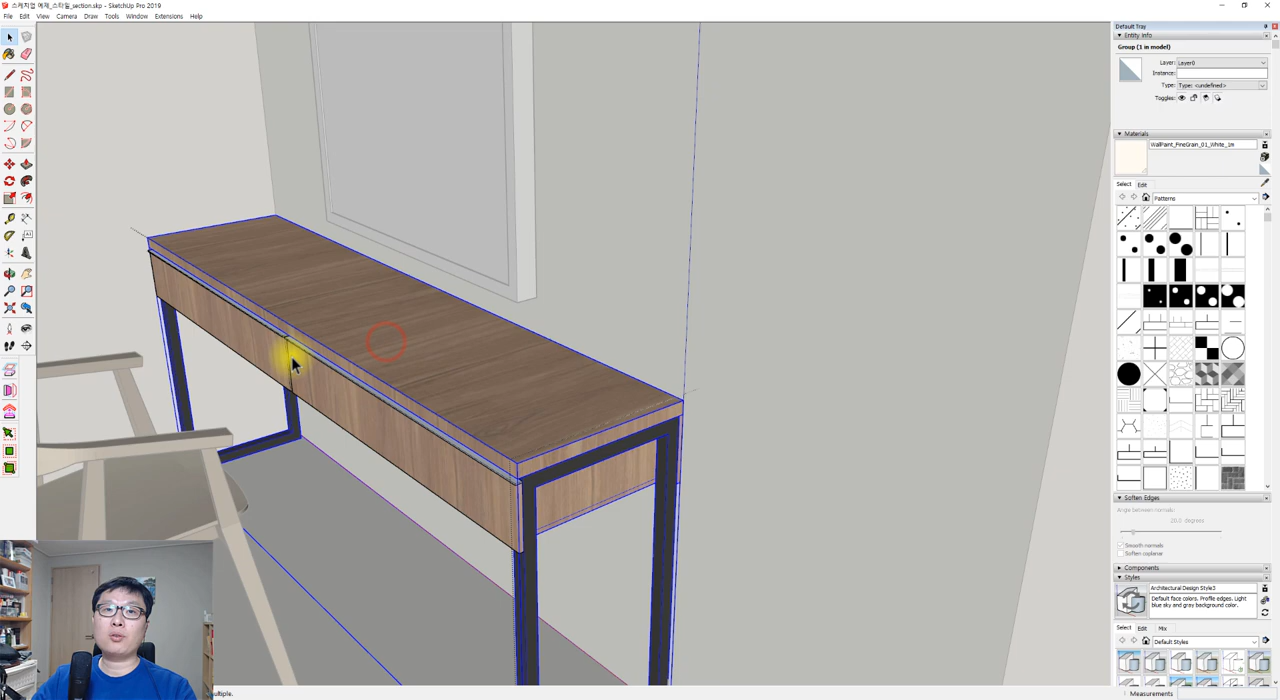 스케치업 예제_스타일_section.skp - SketchUp Pro 2019
File Edit View Camera Draw Tools Window Extensions Help
Default Tray
Entity Info
Group (1 in model)
Layer: Layer0
Instance:
Type: Type: <undefined>
Toggles:
Materials
WallPaint_FineGrain_01_White_1m
Select Edit
Patterns
Soften Edges
Angle between normals:
20.0 degrees
Smooth normals
Soften coplanar
Components
Styles
Architectural Design Style3
Default face colors. Profile edges. Light
blue sky and gray background color.
Select Edit Mix
Default Styles
ultiple.
Measurements